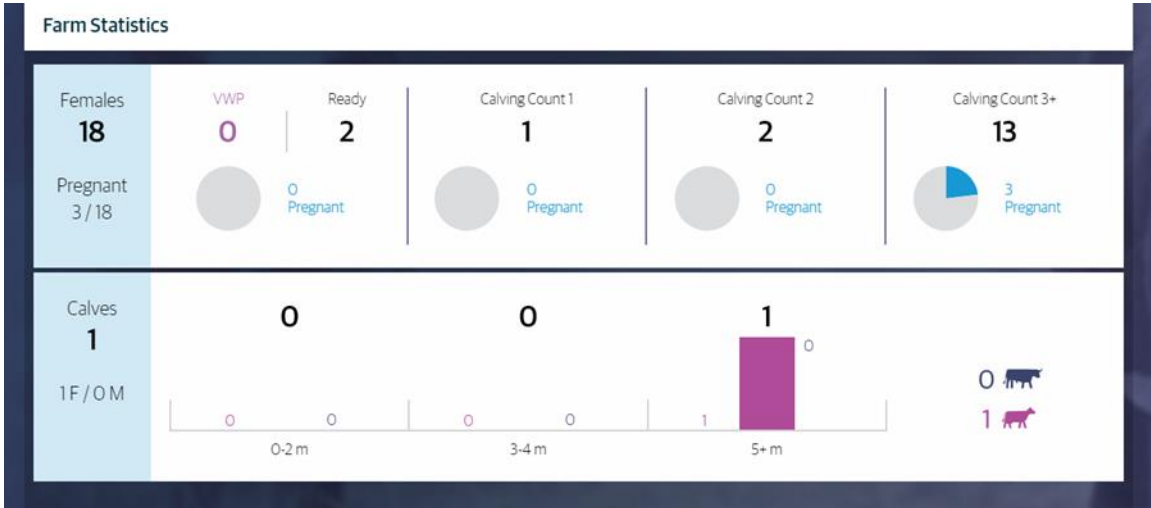 Farm Statistics
Females
18
Pregnant
3 / 18
VWP
0
Ready
2
0
Pregnant
Calving Count 1
1
0
Pregnant
Calving Count 2
2
0
Pregnant
Calving Count 3+
13
3
Pregnant
Calves
1
1 F / 0 M
0
0 0
0-2 m
0
0 0
3-4 m
1
1 0
5+ m
0
1